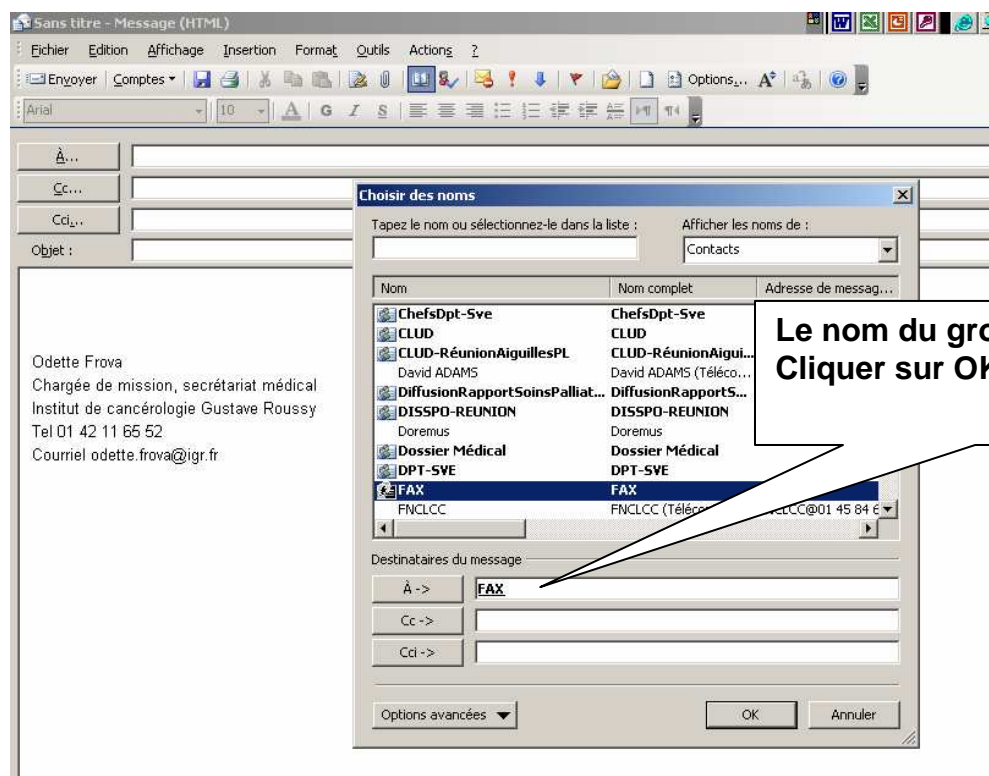 Sans titre - Message (HTML)
Fichier Edition Affichage Insertion Format Outils Actions ?
Envoyer Comptes Options... 
Arial 10 A G I S
À...
Cc...
Cci...
Objet :
Choisir des noms
Tapez le nom ou sélectionnez-le dans la liste : Afficher les noms de :
Contacts
Nom Nom complet Adresse de messag...
ChefsDpt-Sve ChefsDpt-Sve
CLUD CLUD
CLUD-RéunionAiguillesPL CLUD-RéunionAigui...
David ADAMS David ADAMS (Téléco...
DiffusionRapportSoinsPalliat... DiffusionRapportS...
DISSPO-REUNION DISSPO-REUNION
Doremus Doremus
Dossier Médical Dossier Médical
DPT-SVE DPT-SVE
FAX FAX
FNCLCC FNCLCC 01 45 84
Le nom du gro
Cliquer sur OK
Odette Frova
Chargée de mission, secrétariat médical
Institut de cancérologie Gustave Roussy
Tel 01 42 11 65 52
Courriel odette.frova@igr.fr
Destinataires du message
À -> FAX
Cc ->
Cci ->
Options avancées OK Annuler